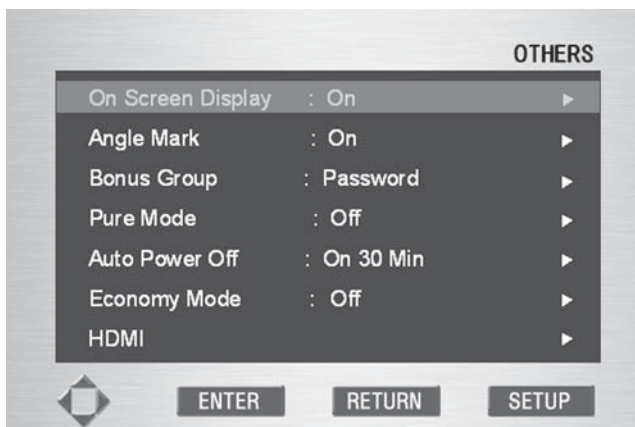 OTHERS
On Screen Display : On
Angle Mark : On
Bonus Group : Password
Pure Mode : Off
Auto Power Off : On 30 Min
Economy Mode : Off
HDMI
ENTER RETURN SETUP